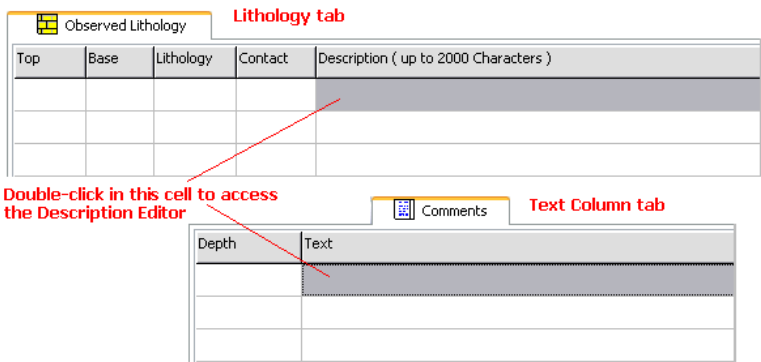 Observed Lithology
Lithology tab
Top Base Lithology Contact Description ( up to 2000 Characters )
Double-click in this cell to access
the Description Editor
Comments
Text Column tab
Depth Text